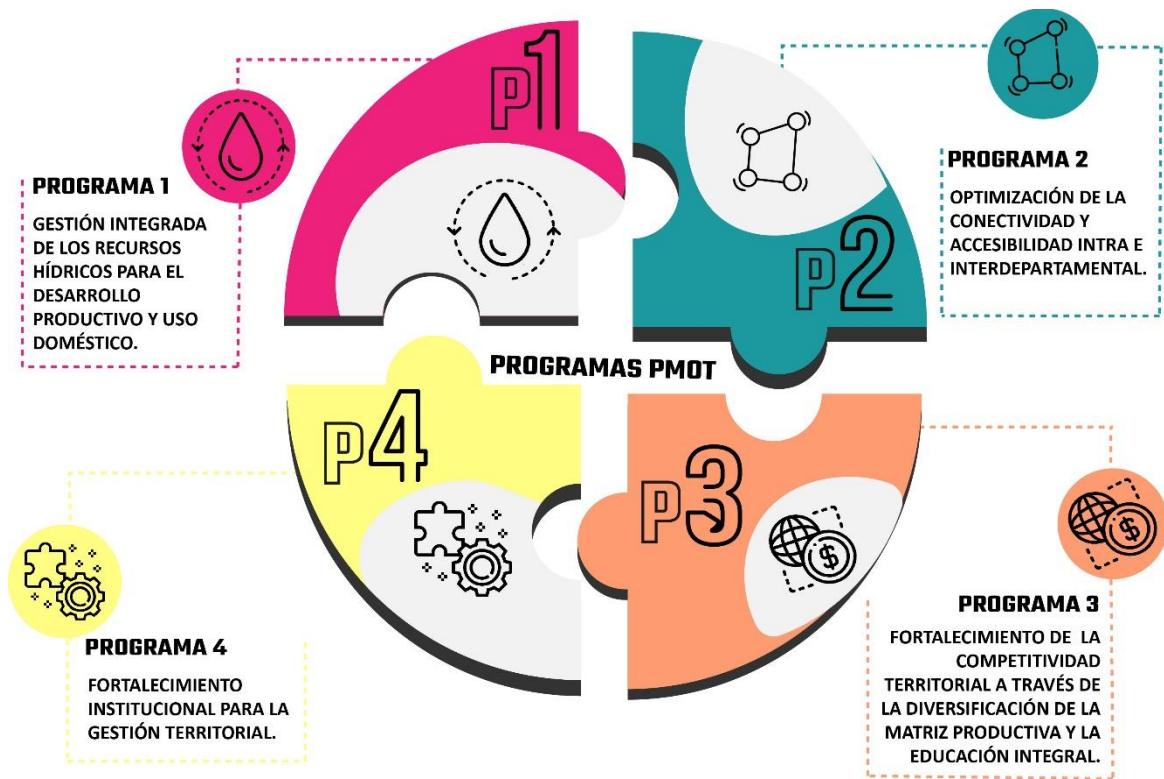 P1
PROGRAMA 1
GESTIÓN INTEGRADA
DE LOS RECURSOS
HÍDRICOS PARA EL
DESARROLLO
PRODUCTIVO Y USO
DOMÉSTICO.
P2
PROGRAMA 2
OPTIMIZACIÓN DE LA
CONECTIVIDAD Y
ACCESIBILIDAD INTRA E
INTERDEPARTAMENTAL.
PROGRAMAS PMOT
P4
PROGRAMA 4
FORTALECIMIENTO
INSTITUCIONAL PARA LA
GESTIÓN TERRITORIAL.
P3
$
$
PROGRAMA 3
FORTALECIMIENTO DE LA
COMPETITIVIDAD
TERRITORIAL A TRAVÉS DE
LA DIVERSIFICACIÓN DE LA
MATRIZ PRODUCTIVA Y LA
EDUCACIÓN INTEGRAL.